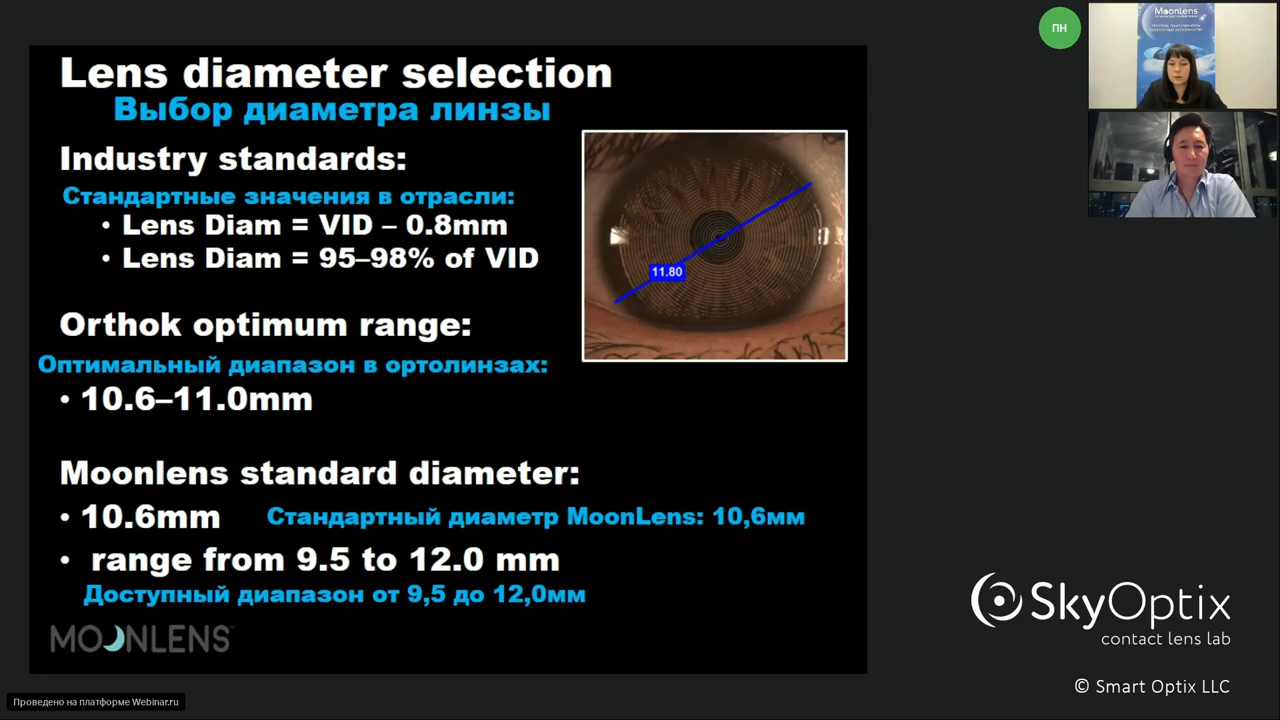 Lens diameter selection
Выбор диаметра линзы
Industry standards:
Стандартные значения в отрасли:
• Lens Diam = VID – 0.8mm
• Lens Diam = 95–98% of VID
11.80
Orthok optimum range:
Оптимальный диапазон в ортолинзах:
• 10.6–11.0mm
Moonlens standard diameter:
• 10.6mm
Стандартный диаметр MoonLens: 10,6мм
• range from 9.5 to 12.0 mm
Доступный диапазон от 9,5 до 12,0мм
MOONLENS™
ПН
Moonlens
SkyOptix
contact lens lab
© Smart Optix LLC
Проведено на платформе Webinar.ru